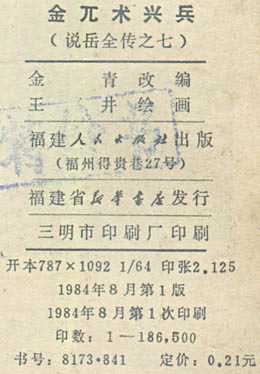 金兀术兴兵
（说岳全传之七）
金 青改编
王 井绘画
福建人民出版社出版
（福州得贵巷27号）
福建省新华书店发行
三明市印刷厂印刷
开本787×1092 1/64 印张2.125
1984年8月第1版
1984年8月第1次印刷
印数：1—186,500
书号：8173·841 定价：0.21元